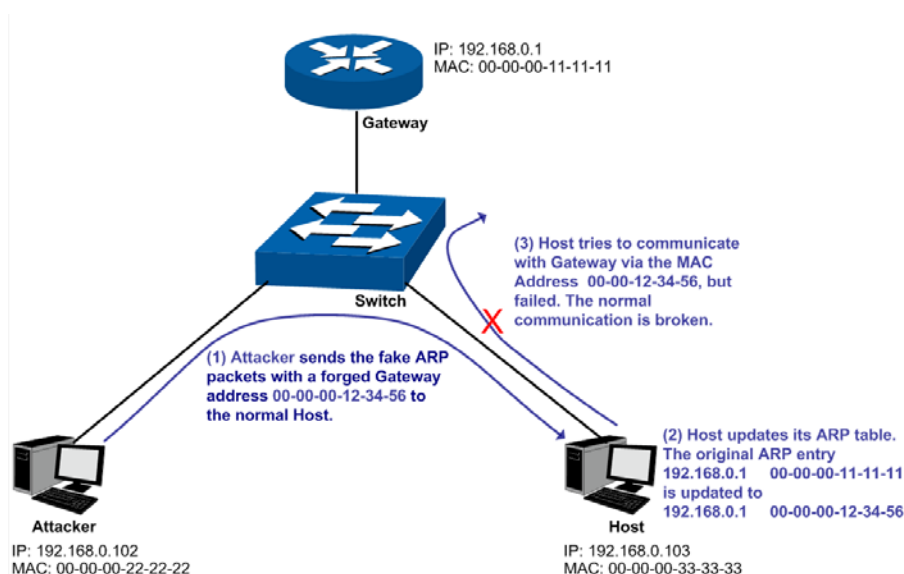 IP: 192.168.0.1
MAC: 00-00-00-11-11-11
Gateway
(3) Host tries to communicate
with Gateway via the MAC
Address 00-00-12-34-56, but
failed. The normal
communication is broken.
Switch
X
(1) Attacker sends the fake ARP
packets with a forged Gateway
address 00-00-00-12-34-56 to
the normal Host.
(2) Host updates its ARP table.
The original ARP entry
192.168.0.1 00-00-00-11-11-11
is updated to
192.168.0.1 00-00-00-12-34-56
Attacker
IP: 192.168.0.102
MAC: 00-00-00-22-22-22
Host
IP: 192.168.0.103
MAC: 00-00-00-33-33-33